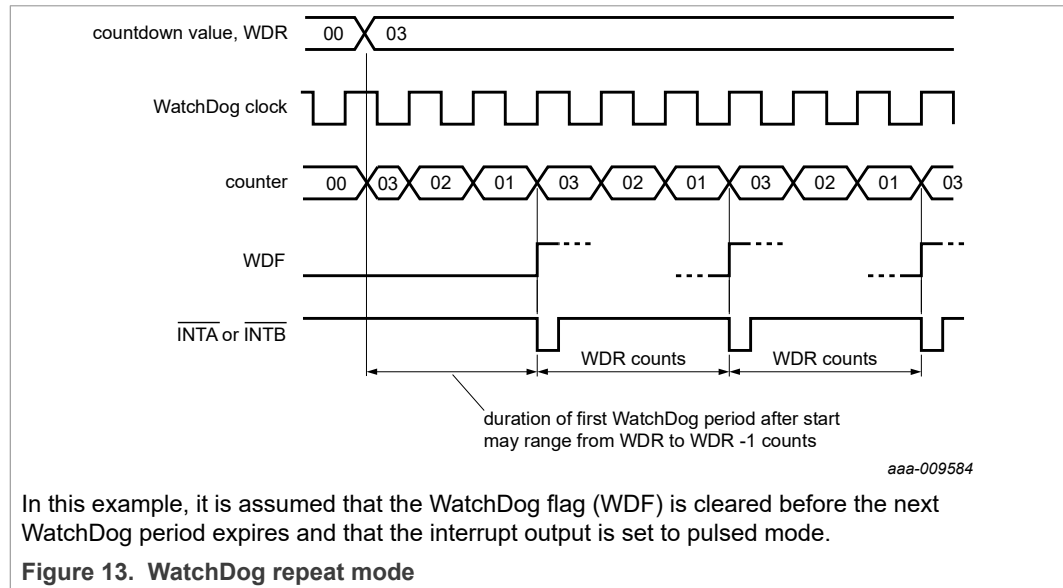 countdown value, WDR 00 03
WatchDog clock
counter 00 03 02 01 03 02 01 03 02 01 03
WDF
INTA or INTB
WDR counts WDR counts
duration of first WatchDog period after start
may range from WDR to WDR -1 counts
aaa-009584
In this example, it is assumed that the WatchDog flag (WDF) is cleared before the next
WatchDog period expires and that the interrupt output is set to pulsed mode.
Figure 13. WatchDog repeat mode